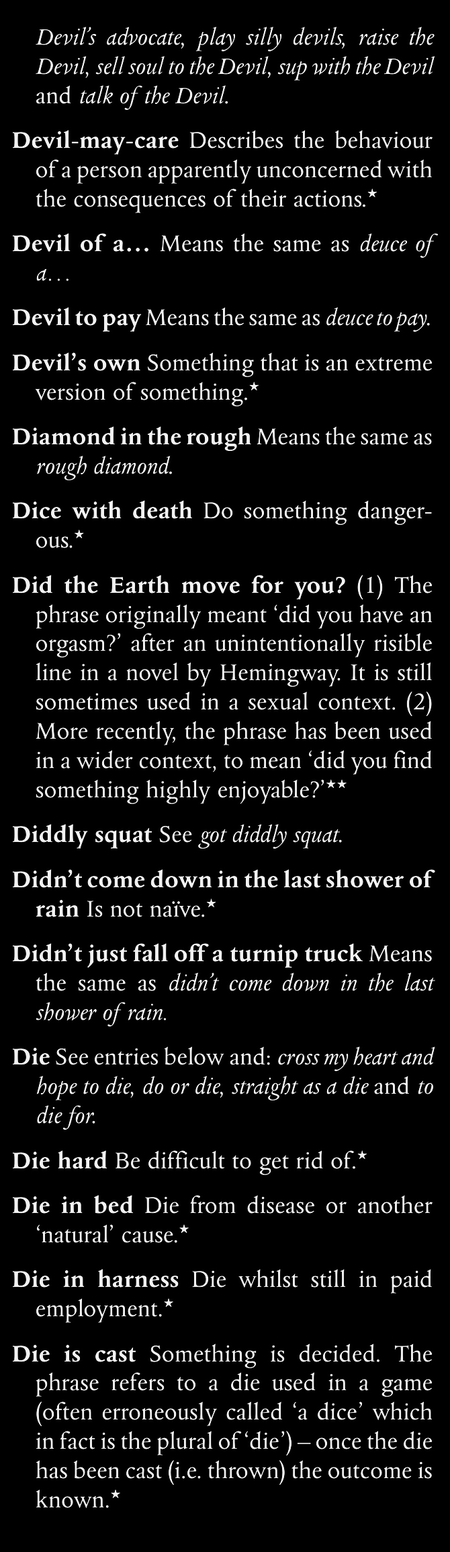 Devil's advocate, play silly devils, raise the
Devil, sell soul to the Devil, sup with the Devil
and talk of the Devil.
Devil-may-care Describes the behaviour
of a person apparently unconcerned with
the consequences of their actions.★
Devil of a… Means the same as deuce of
a…
Devil to pay Means the same as deuce to pay.
Devil's own Something that is an extreme
version of something.★
Diamond in the rough Means the same as
rough diamond.
Dice with death Do something danger-
ous.★
Did the Earth move for you? (1) The
phrase originally meant 'did you have an
orgasm?' after an unintentionally risible
line in a novel by Hemingway. It is still
sometimes used in a sexual context. (2)
More recently, the phrase has been used
in a wider context, to mean 'did you find
something highly enjoyable?'★★
Diddly squat See got diddly squat.
Didn't come down in the last shower of
rain Is not naïve.★
Didn't just fall off a turnip truck Means
the same as didn't come down in the last
shower of rain.
Die See entries below and: cross my heart and
hope to die, do or die, straight as a die and to
die for.
Die hard Be difficult to get rid of.★
Die in bed Die from disease or another
'natural' cause.★
Die in harness Die whilst still in paid
employment.★
Die is cast Something is decided. The
phrase refers to a die used in a game
(often erroneously called 'a dice' which
in fact is the plural of 'die') – once the die
has been cast (i.e. thrown) the outcome is
known.★